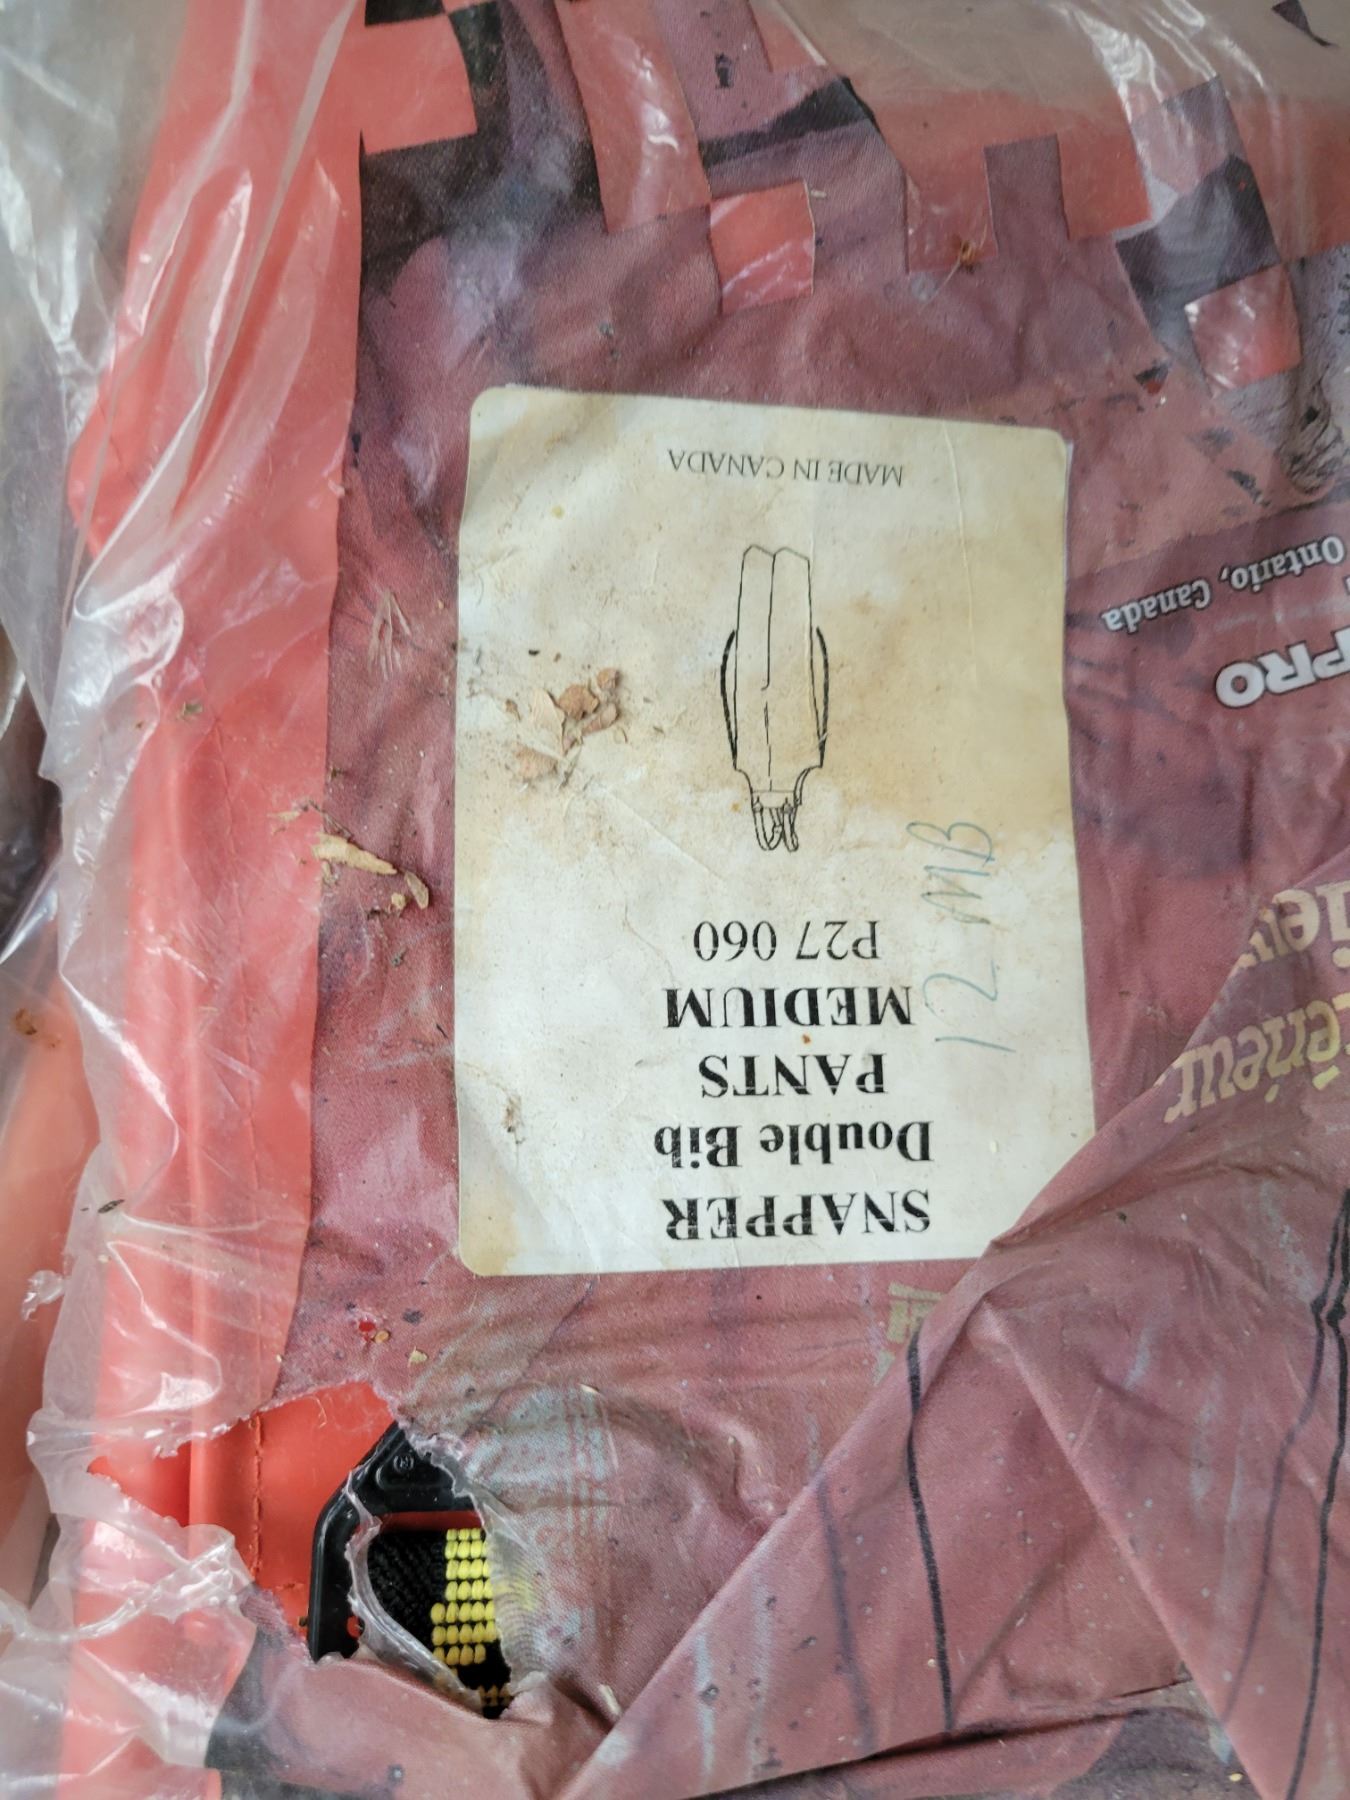 SNAPPER
Double Bib
PANTS
MEDIUM
P27 060
12 MB
MADE IN CANADA
PRO
Ontario, Canada